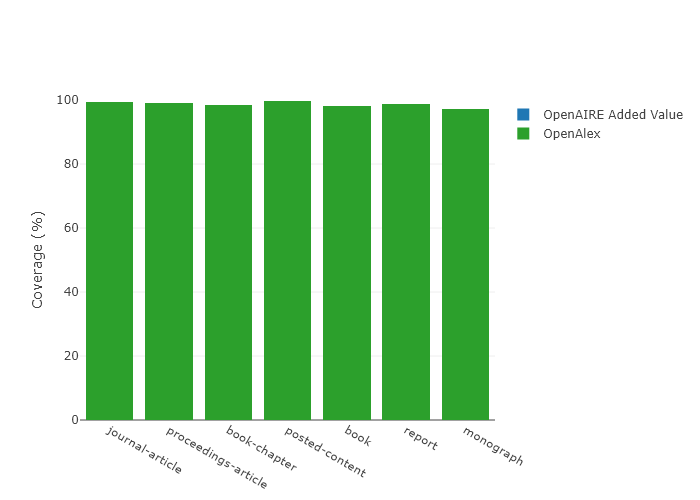 100
80
60
40
20
0
Coverage (%)
journal-article
proceedings-article
book-chapter
posted-content
book
report
monograph
OpenAIRE Added Value
OpenAlex